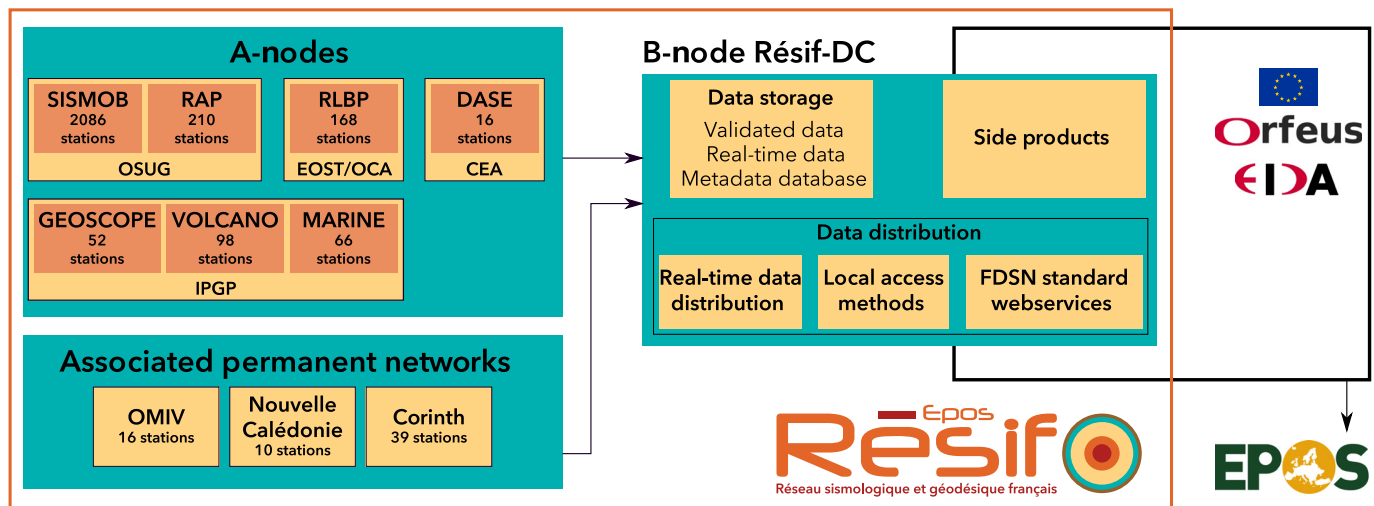 A-nodes
SISMOB
2086
stations
RAP
210
stations
OSUG
RLBP
168
stations
EOST/OCA
DASE
16
stations
CEA
GEOSCOPE
52
stations
VOLCANO
98
stations
MARINE
66
stations
IPGP
Associated permanent networks
OMIV
16 stations
Nouvelle
Calédonie
10 stations
Corinth
39 stations
B-node Résif-DC
Data storage
Validated data
Real-time data
Metadata database
Side products
Data distribution
Real-time data
distribution
Local access
methods
FDSN standard
webservices
Orfeus
EIDA
Epos
Résif
Réseau sismologique et géodésique français
EPOS